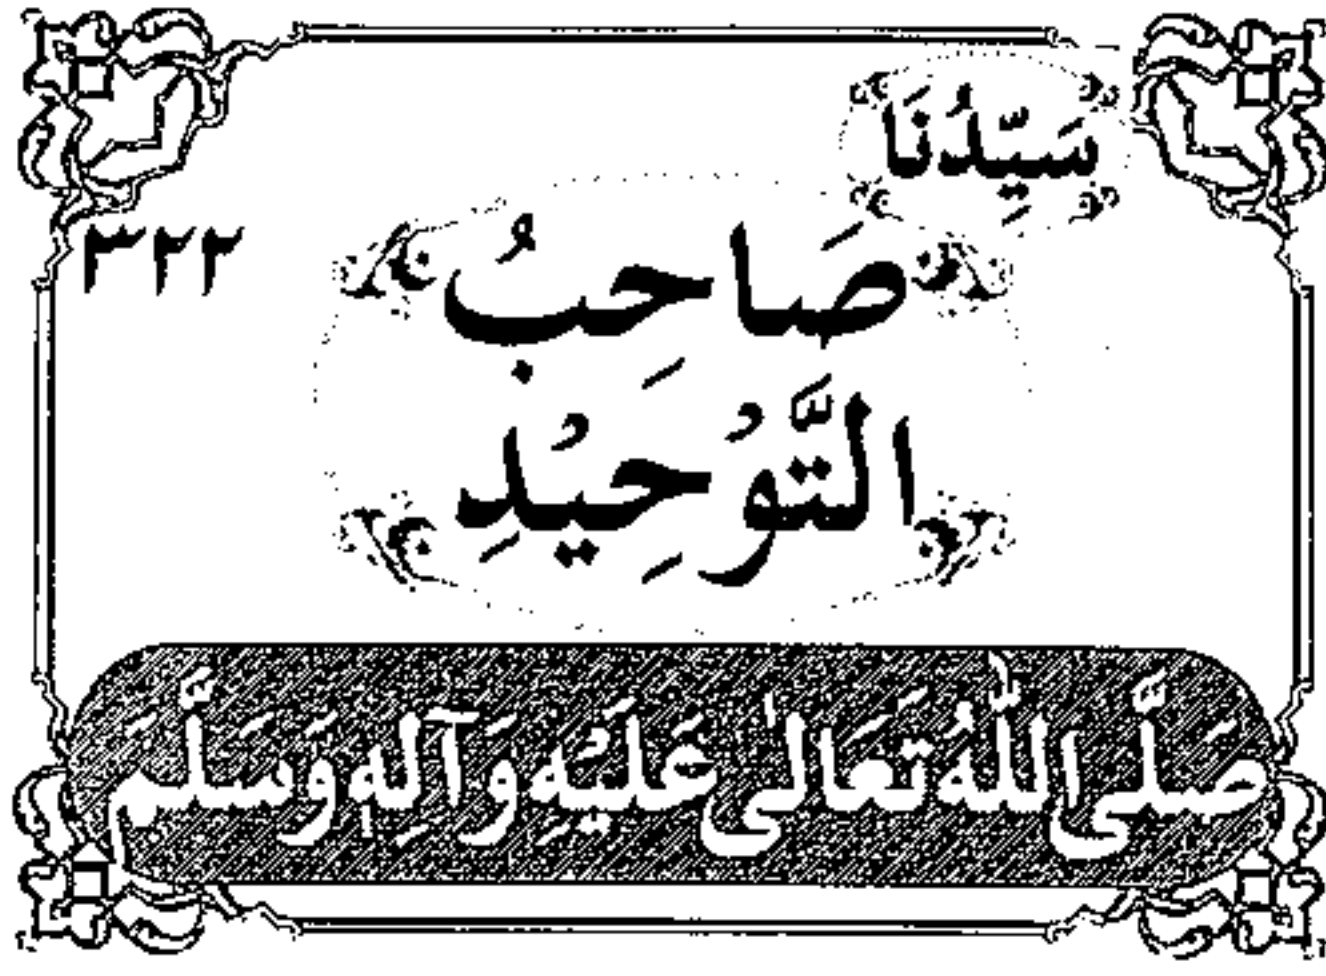 سَيِّدُنَا
٣٢٢
صَاحِبُ
التَّوْحِيْدِ
صَلَّى اللّٰهُ تَعَالٰى عَلَيْهِ وَآلِهٖ وَسَلَّمَ